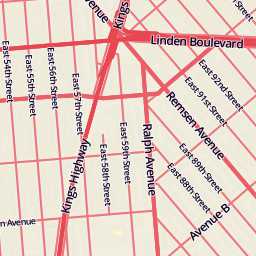 Avenue
Kings
Linden Boulevard
East 54th Street
East 55th Street
East 56th Street
East 57th Street
East 92nd Street
East 91st Street
Remsen Avenue
East 59th Street
Ralph Avenue
East 58th Street
East 89th Street
East 88th Street
Kings Highway
n Avenue
Avenue B